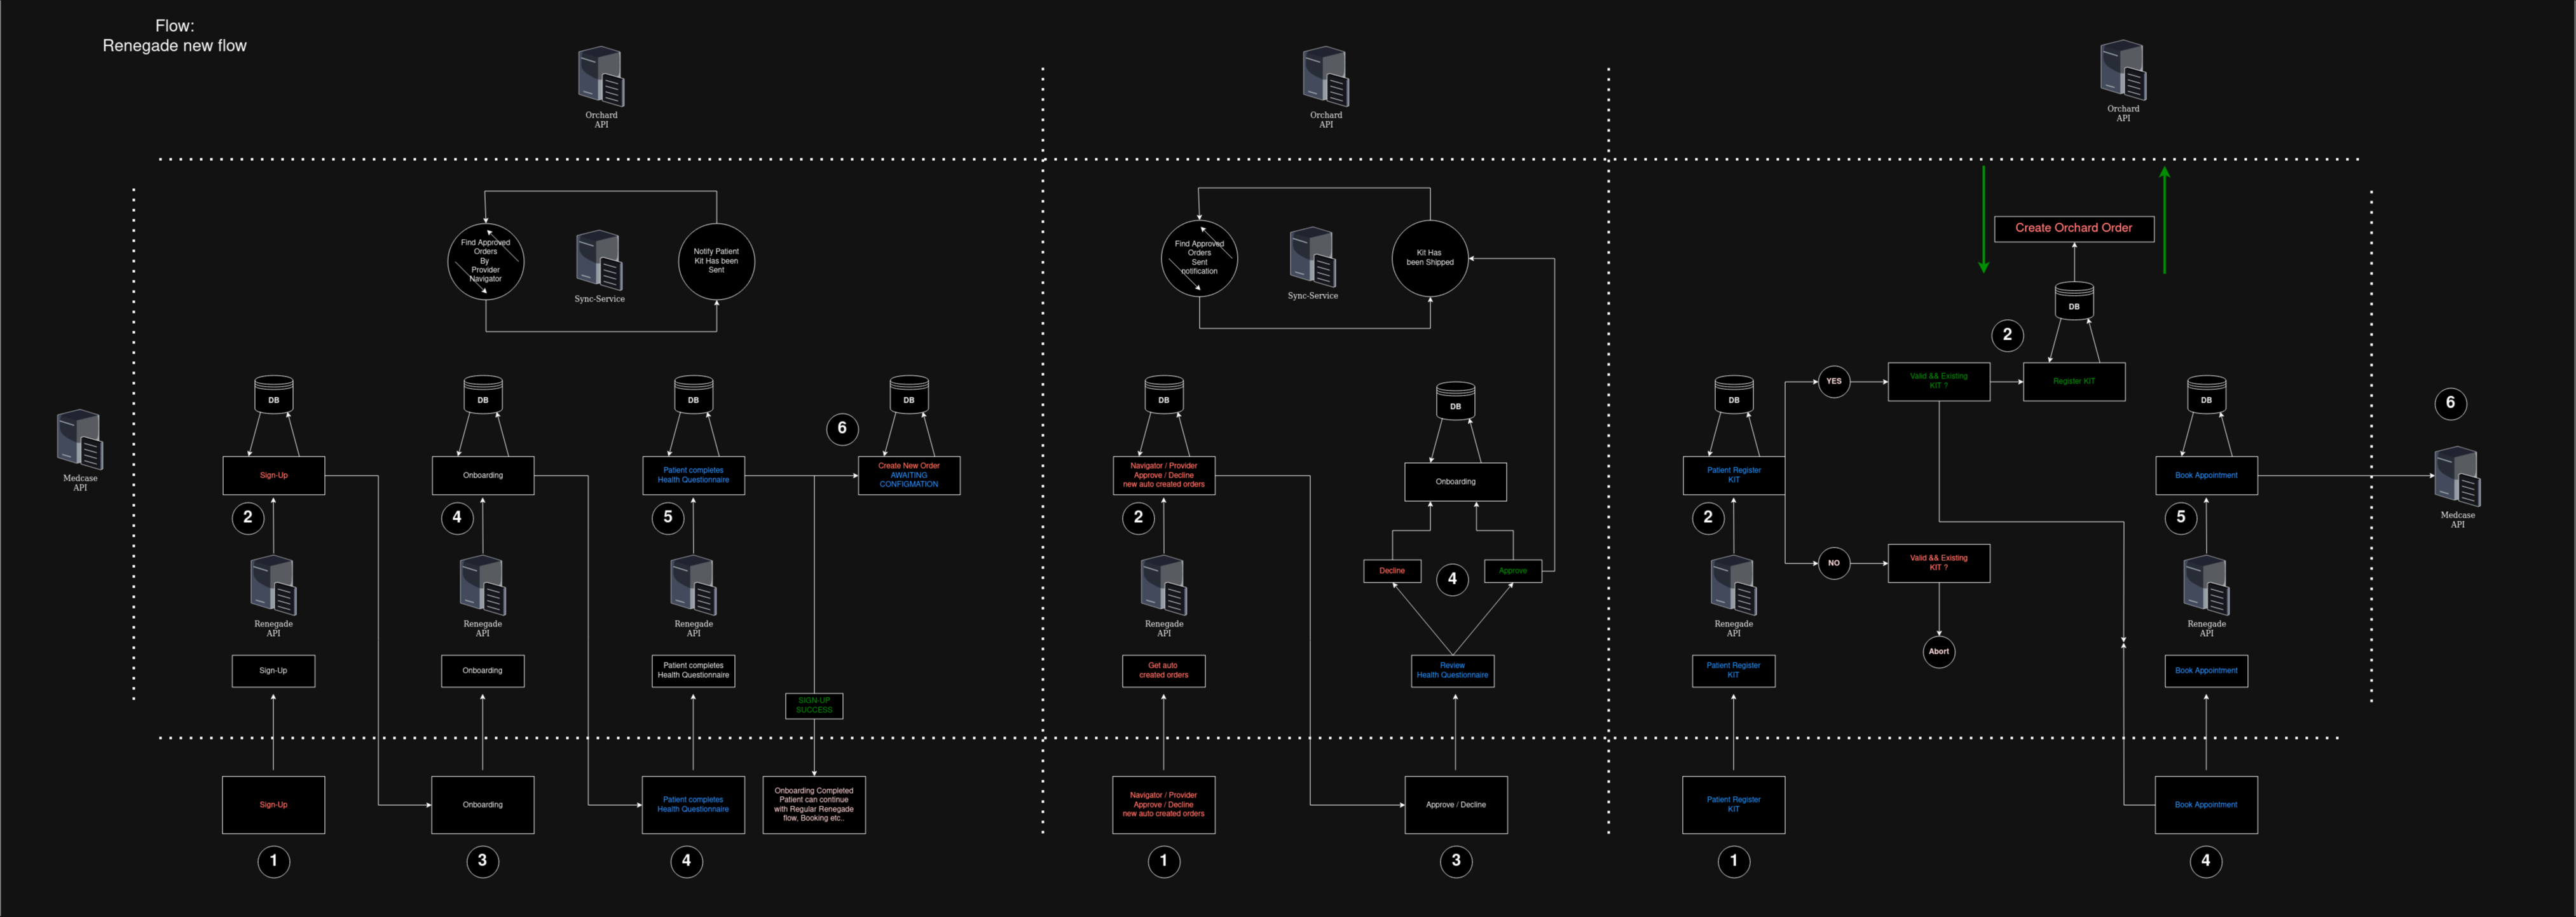 Flow:
Renegade new flow
Orchard
API
Orchard
API
Orchard
API
Find Approved
Orders
By
Provider
Navigator
Sync-Service
Notify Patient
Kit Has been
Sent
Find Approved
Orders
Sent
notification
Sync-Service
Kit Has
been Shipped
Create Orchard Order
DB
2
Medcase
API
DB
DB
DB
DB
6
Sign-Up
Onboarding
Patient completes
Health Questionnaire
Create New Order
AWAITING
CONFIGMATION
2
4
5
Renegade
API
Renegade
API
Renegade
API
Sign-Up
Onboarding
Patient completes
Health Questionnaire
SIGN-UP
SUCCESS
Sign-Up
Onboarding
Patient completes
Health Questionnaire
Onboarding Completed
Patient can continue
with Regular Renegade
flow, Booking etc..
1
3
4
DB
DB
Navigator / Provider
Approve / Decline
new auto created orders
Onboarding
2
Decline
4
Approve
Renegade
API
Get auto
created orders
Review
Health Questionnaire
Navigator / Provider
Approve / Decline
new auto created orders
Approve / Decline
1
3
DB
YES
Valid && Existing
KIT ?
Register KIT
DB
6
Patient Register
KIT
Book Appointment
Medcase
API
2
5
NO
Valid && Existing
KIT ?
Renegade
API
Abort
Renegade
API
Patient Register
KIT
Book Appointment
Patient Register
KIT
Book Appointment
1
4